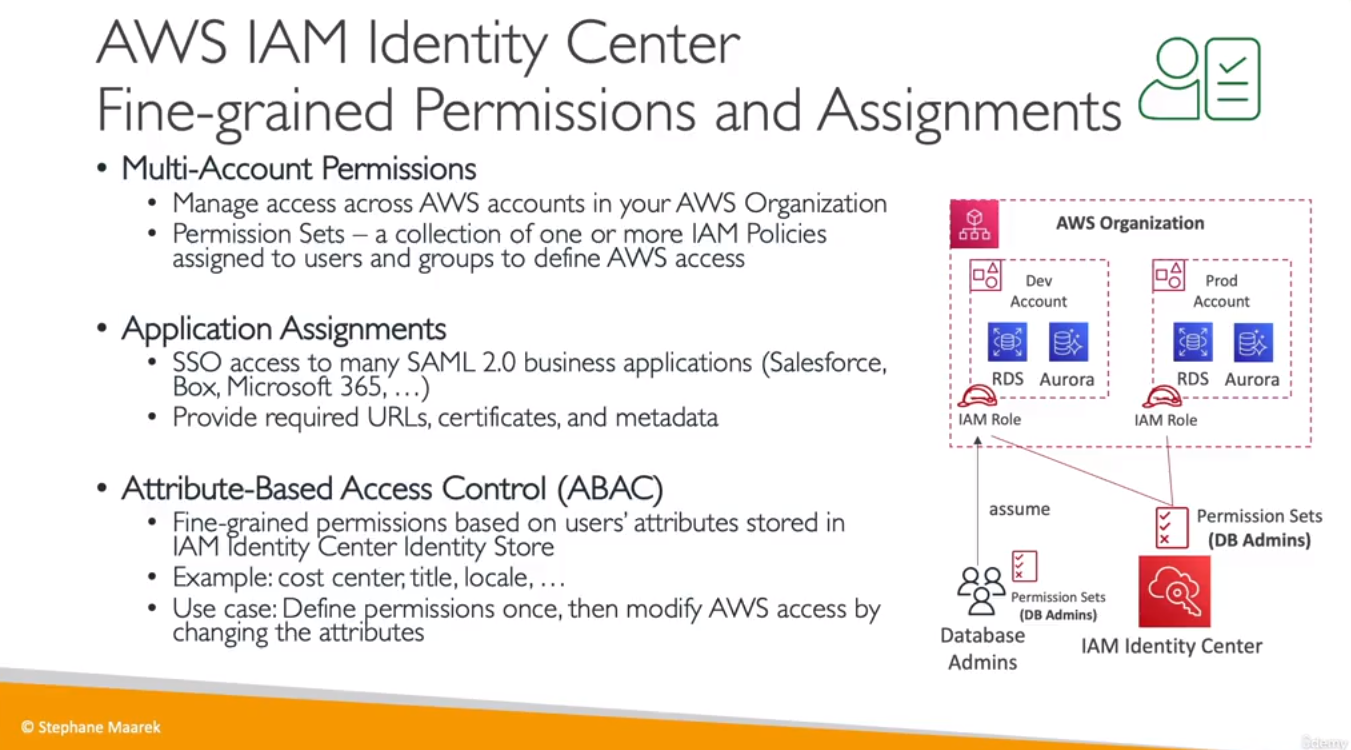 AWS IAM Identity Center
Fine-grained Permissions and Assignments
• Multi-Account Permissions
• Manage access across AWS accounts in your AWS Organization
• Permission Sets – a collection of one or more IAM Policies
assigned to users and groups to define AWS access
• Application Assignments
• SSO access to many SAML 2.0 business applications (Salesforce,
Box, Microsoft 365, …)
• Provide required URLs, certificates, and metadata
• Attribute-Based Access Control (ABAC)
• Fine-grained permissions based on users’ attributes stored in
IAM Identity Center Identity Store
• Example: cost center, title, locale, …
• Use case: Define permissions once, then modify AWS access by
changing the attributes
AWS Organization
Dev
Account
RDS Aurora
IAM Role
Prod
Account
RDS Aurora
IAM Role
assume
Permission Sets
(DB Admins)
Database
Admins
Permission Sets
(DB Admins)
IAM Identity Center
© Stephane Maarek
Udemy